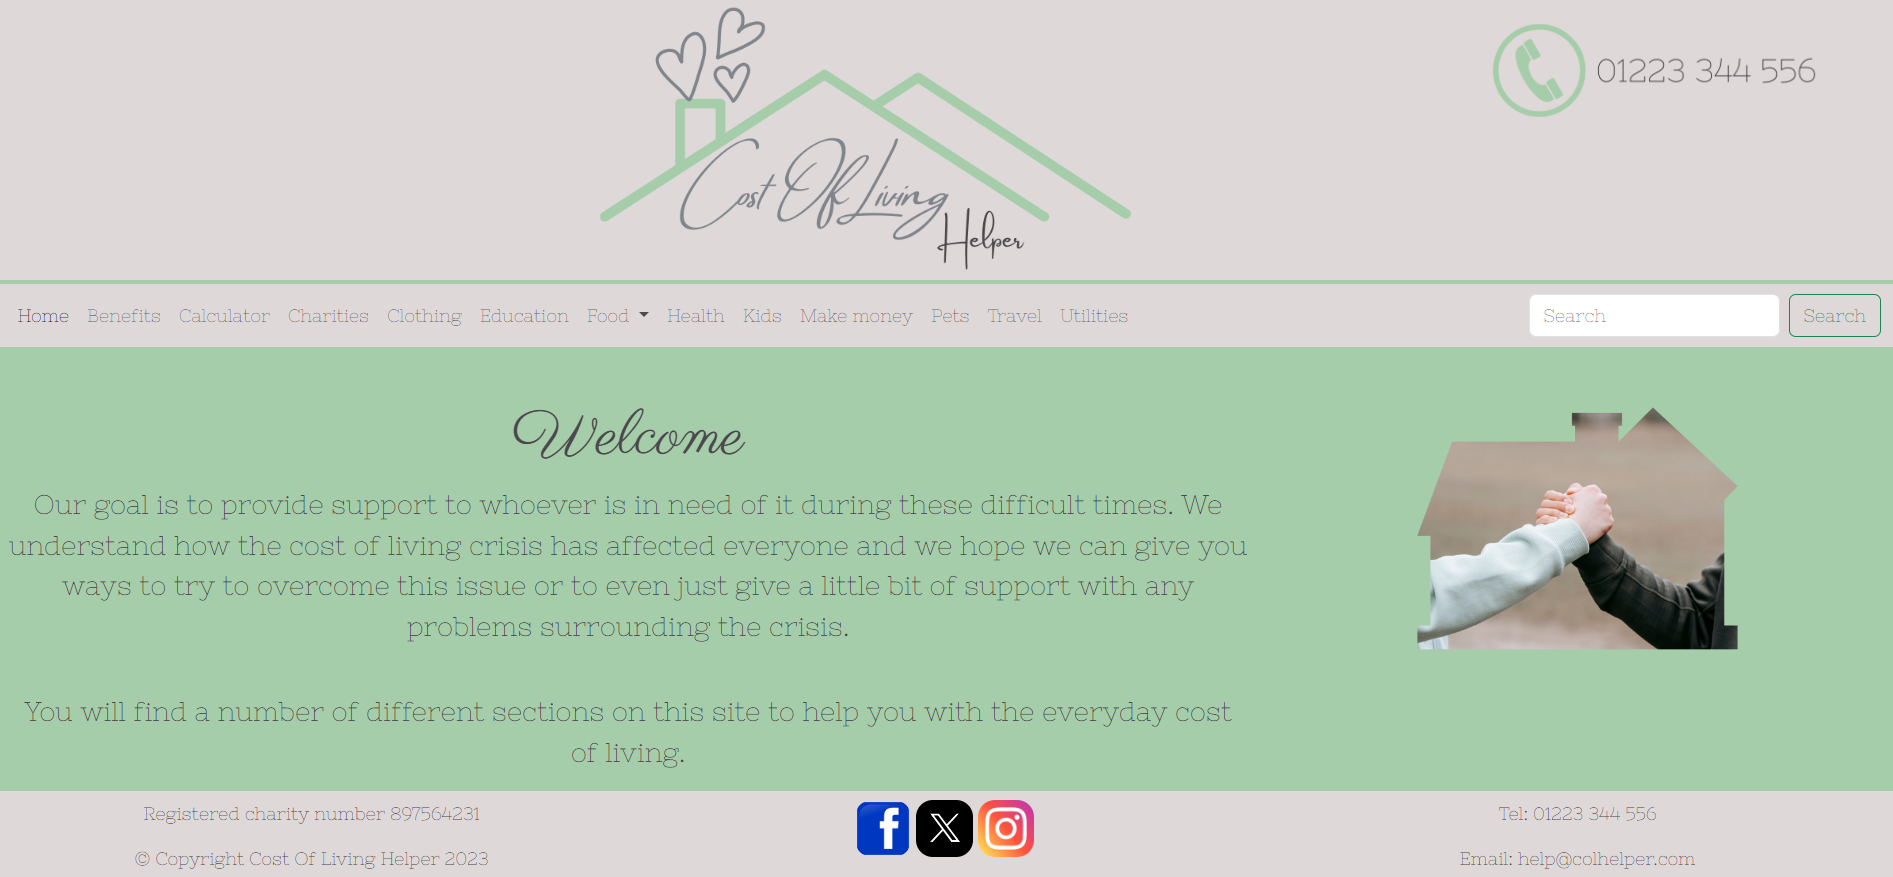 Cost Of Living
Helper
01223 344 556
Home Benefits Calculator Charities Clothing Education Food Health Kids Make money Pets Travel Utilities Search Search
Welcome
Our goal is to provide support to whoever is in need of it during these difficult times. We
understand how the cost of living crisis has affected everyone and we hope we can give you
ways to try to overcome this issue or to even just give a little bit of support with any
problems surrounding the crisis.
You will find a number of different sections on this site to help you with the everyday cost
of living.
Registered charity number 897564231
© Copyright Cost Of Living Helper 2023
Tel: 01223 344 556
Email: help@colhelper.com